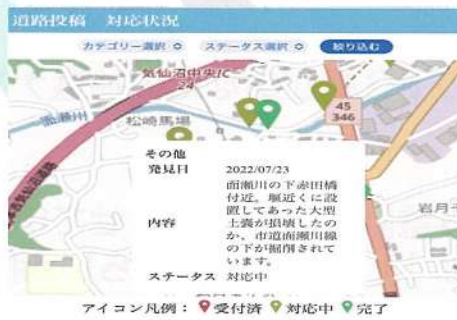 道路投稿 対応状況
カテゴリー選択
ステータス選択
絞り込む
気仙沼中央IC
24
面瀬川
松崎馬場
45
346
岩月千
その他
発見日 2022/07/23
内容 面瀬川の下赤田橋
付近。堰近くに設
置してあった大型
土嚢が損壊したの
か、市道面瀬川線
の下が掘削されて
います。
ステータス 対応中
アイコン凡例：受付済 対応中 完了